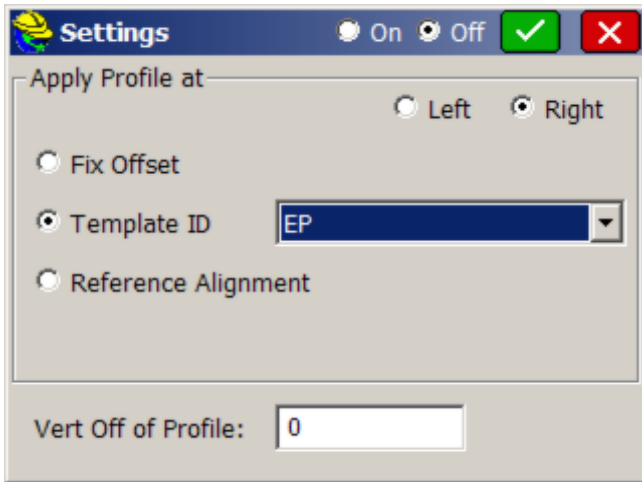 Settings On Off
Apply Profile at
Left Right
Fix Offset
Template ID EP
Reference Alignment
Vert Off of Profile: 0